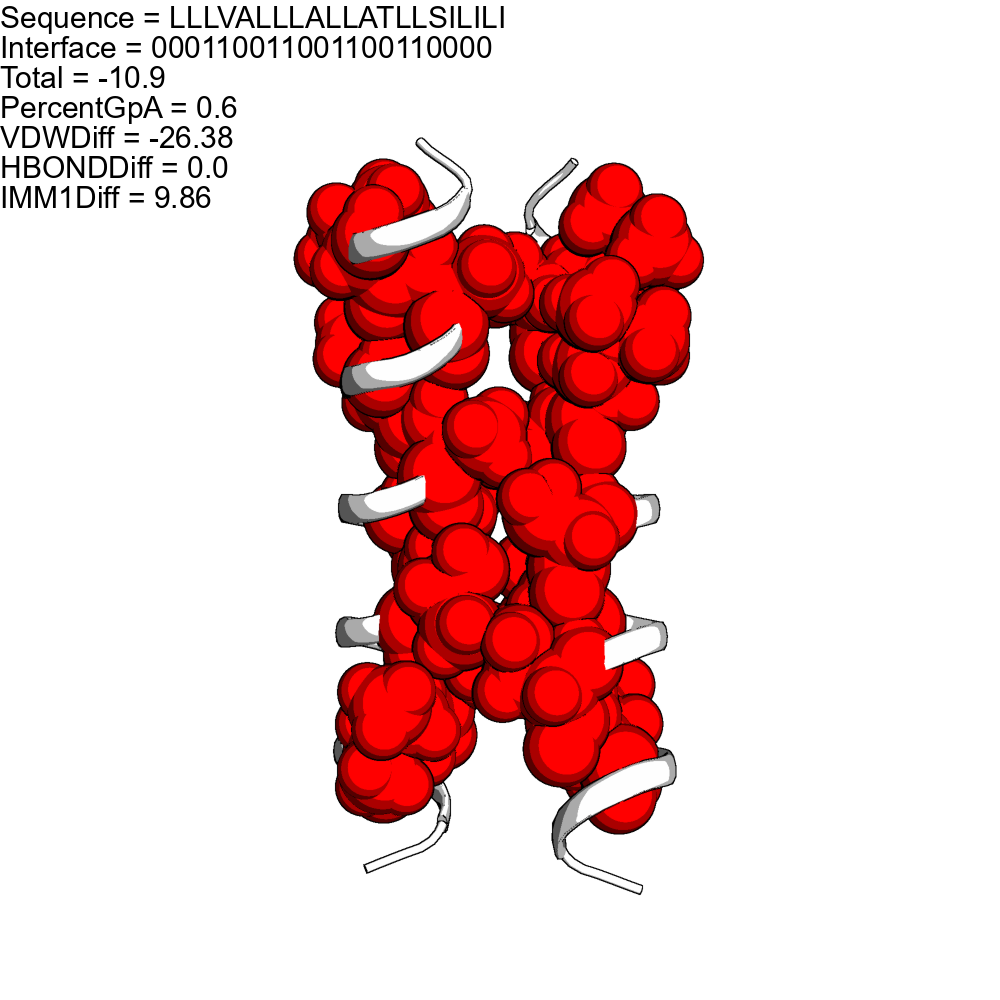 Sequence = LLLVALLLALLATLLSILILI
Interface = 000110011001100110000
Total = -10.9
PercentGpA = 0.6
VDWDiff = -26.38
HBONDDiff = 0.0
IMM1Diff = 9.86